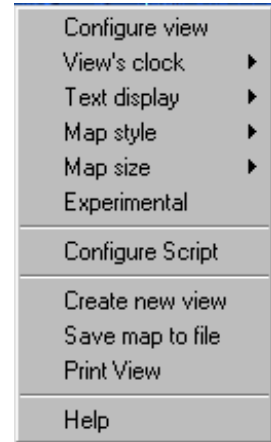 Configure view
View's clock
Text display
Map style
Map size
Experimental
Configure Script
Create new view
Save map to file
Print View
Help